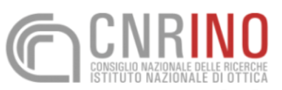 CNRINO
CONSIGLIO NAZIONALE DELLE RICERCHE
ISTITUTO NAZIONALE DI OTTICA